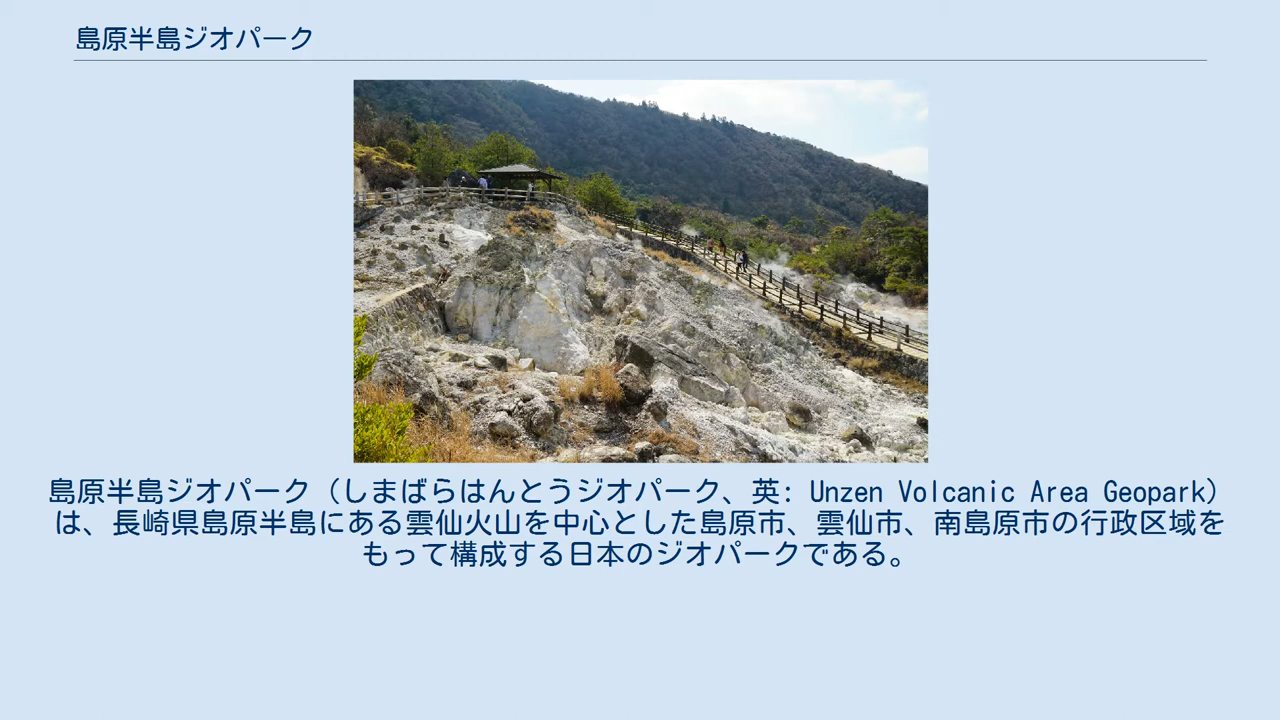 島原半島ジオパーク
島原半島ジオパーク（しまばらはんとうジオパーク、英: Unzen Volcanic Area Geopark）
は、長崎県島原半島にある雲仙火山を中心とした島原市、雲仙市、南島原市の行政区域を
もって構成する日本のジオパークである。